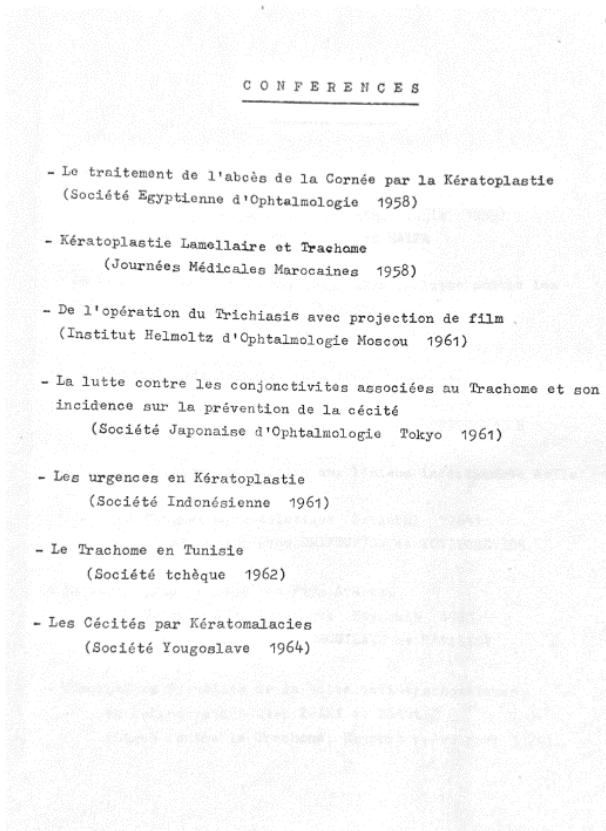 CONFERENCES
- Le traitement de l'abcès de la Cornée par la Kératoplastie
(Société Egyptienne d'Ophtalmologie 1958)
- Kératoplastie Lamellaire et Trachome
(Journées Médicales Marocaines 1958)
- De l'opération du Trichiasis avec projection de film .
(Institut Helmoltz d'Ophtalmologie Moscou 1961)
- La lutte contre les conjonctivites associées au Trachome et son
incidence sur la prévention de la cécité
(Société Japonaise d'Ophtalmologie Tokyo 1961)
- Les urgences en Kératoplastie
(Société Indonésienne 1961)
- Le Trachome en Tunisie
(Société tchèque 1962)
- Les Cécités par Kératomalacies
(Société Yougoslave 1964)